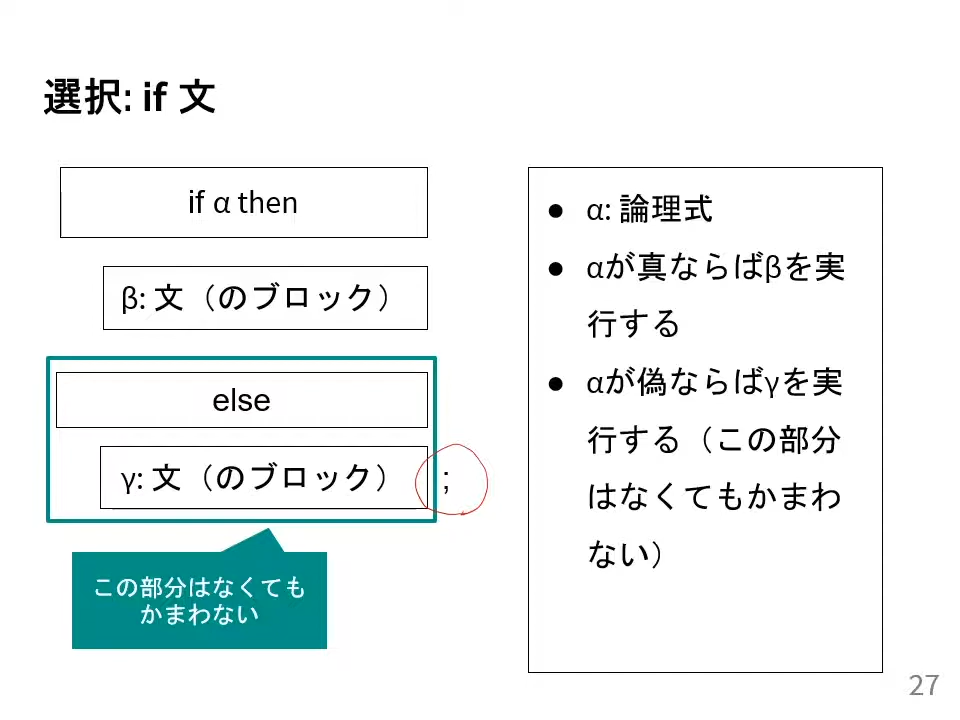 選択: if 文
if α then
β: 文（のブロック）
else
γ: 文（のブロック）
;
この部分はなくても
かまわない
● α: 論理式
● αが真ならばβを実
行する
● αが偽ならばγを実
行する（この部分
はなくてもかまわ
ない）
27